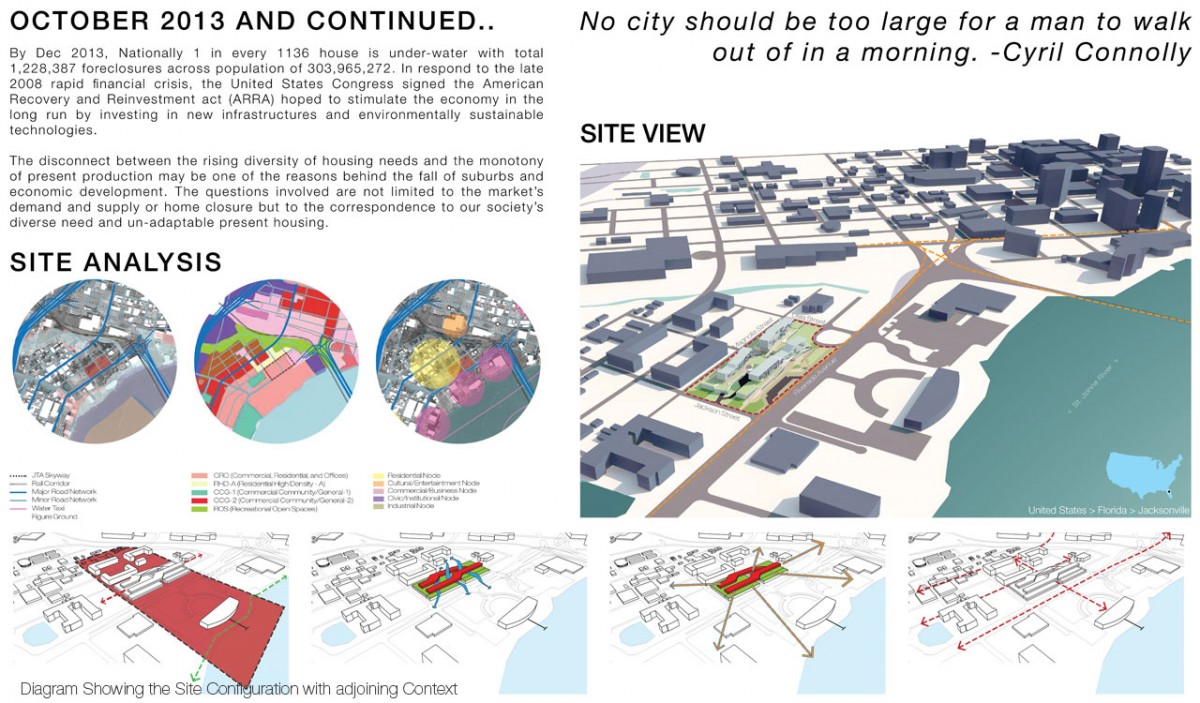 OCTOBER 2013 AND CONTINUED..
By Dec 2013, Nationally 1 in every 1136 house is under-water with total
1,228,387 foreclosures across population of 303,965,272. In respond to the late
2008 rapid financial crisis, the United States Congress signed the American
Recovery and Reinvestment act (ARRA) hoped to stimulate the economy in the
long run by investing in new infrastructures and environmentally sustainable
technologies.
The disconnect between the rising diversity of housing needs and the monotony
of present production may be one of the reasons behind the fall of suburbs and
economic development. The questions involved are not limited to the market's
demand and supply or home closure but to the correspondence to our society's
diverse need and un-adaptable present housing.
SITE ANALYSIS
JTA Skyway
Rail Corridor
Major Road Network
Minor Road Network
Water Taxi
Figure Ground
CRO (Commercial, Residential, and Offices)
RHD-A (Residential High Density - A)
CCG-1 (Commercial Community/General-1)
CCG-2 (Commercial Community/General-2)
ROS (Recreational Open Spaces)
Residential Node
Cultural/Entertaintment Node
Commercial/Business Node
Civic/Institutional Node
Industrial Node
No city should be too large for a man to walk
out of in a morning. -Cyril Connolly
SITE VIEW
Street
Jackson Street
< St. Johns River >
United States > Florida > Jacksonville
Diagram Showing the Site Configuration with adjoining Context